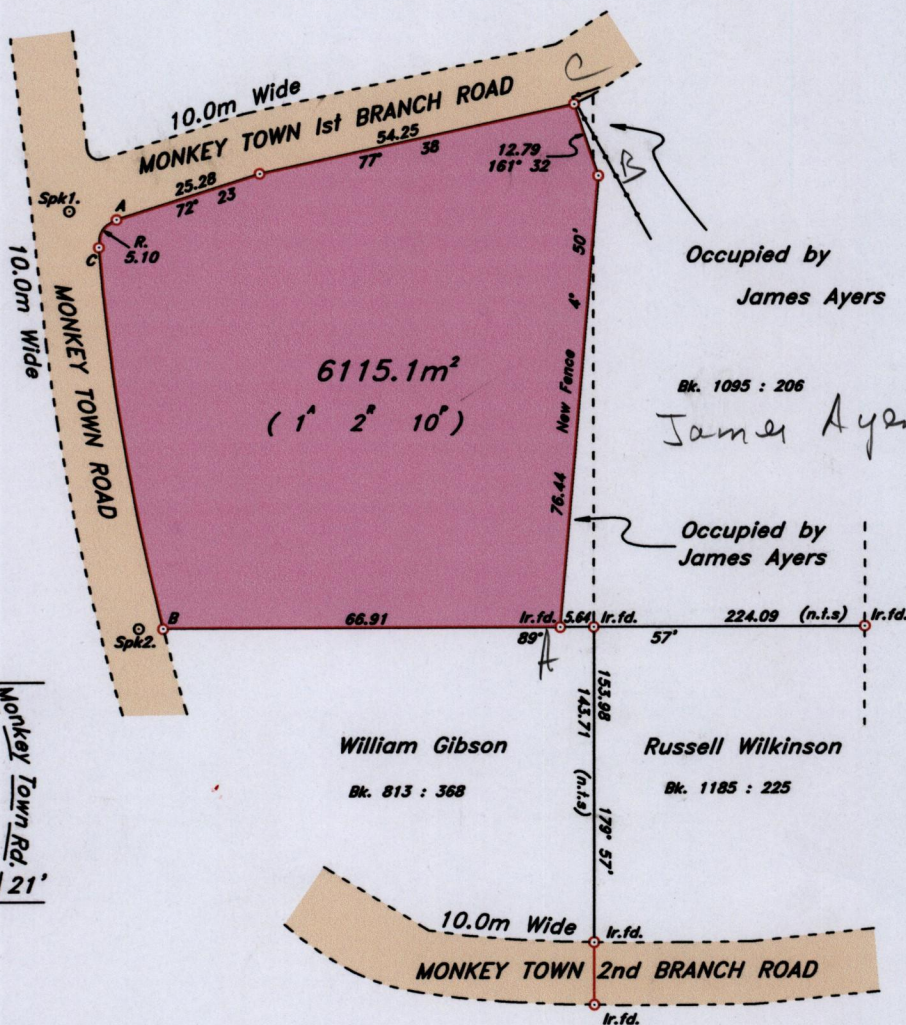 C
10.0m Wide
MONKEY TOWN 1st BRANCH ROAD
54.25
77° 38
12.79
161° 32
B
25.28
72° 23
Spk1.
A
R.
5.10
C
10.0m Wide
MONKEY TOWN ROAD
Occupied by
James Ayers
50'
4°
New Fence
76.44
6115.1m²
( 1ᴬ 2ᴿ 10ᴾ )
Bk. 1095 : 206
James Aye
Occupied by
James Ayers
Spk2.
B
66.91
Ir.fd.
5.64
Ir.fd.
224.09 (n.t.s)
Ir.fd.
89°
57'
A
153.98
143.71
(n.t.s)
179° 57'
William Gibson
Bk. 813 : 368
Russell Wilkinson
Bk. 1185 : 225
Monkey Town Rd.
21'
10.0m Wide
Ir.fd.
MONKEY TOWN 2nd BRANCH ROAD
Ir.fd.